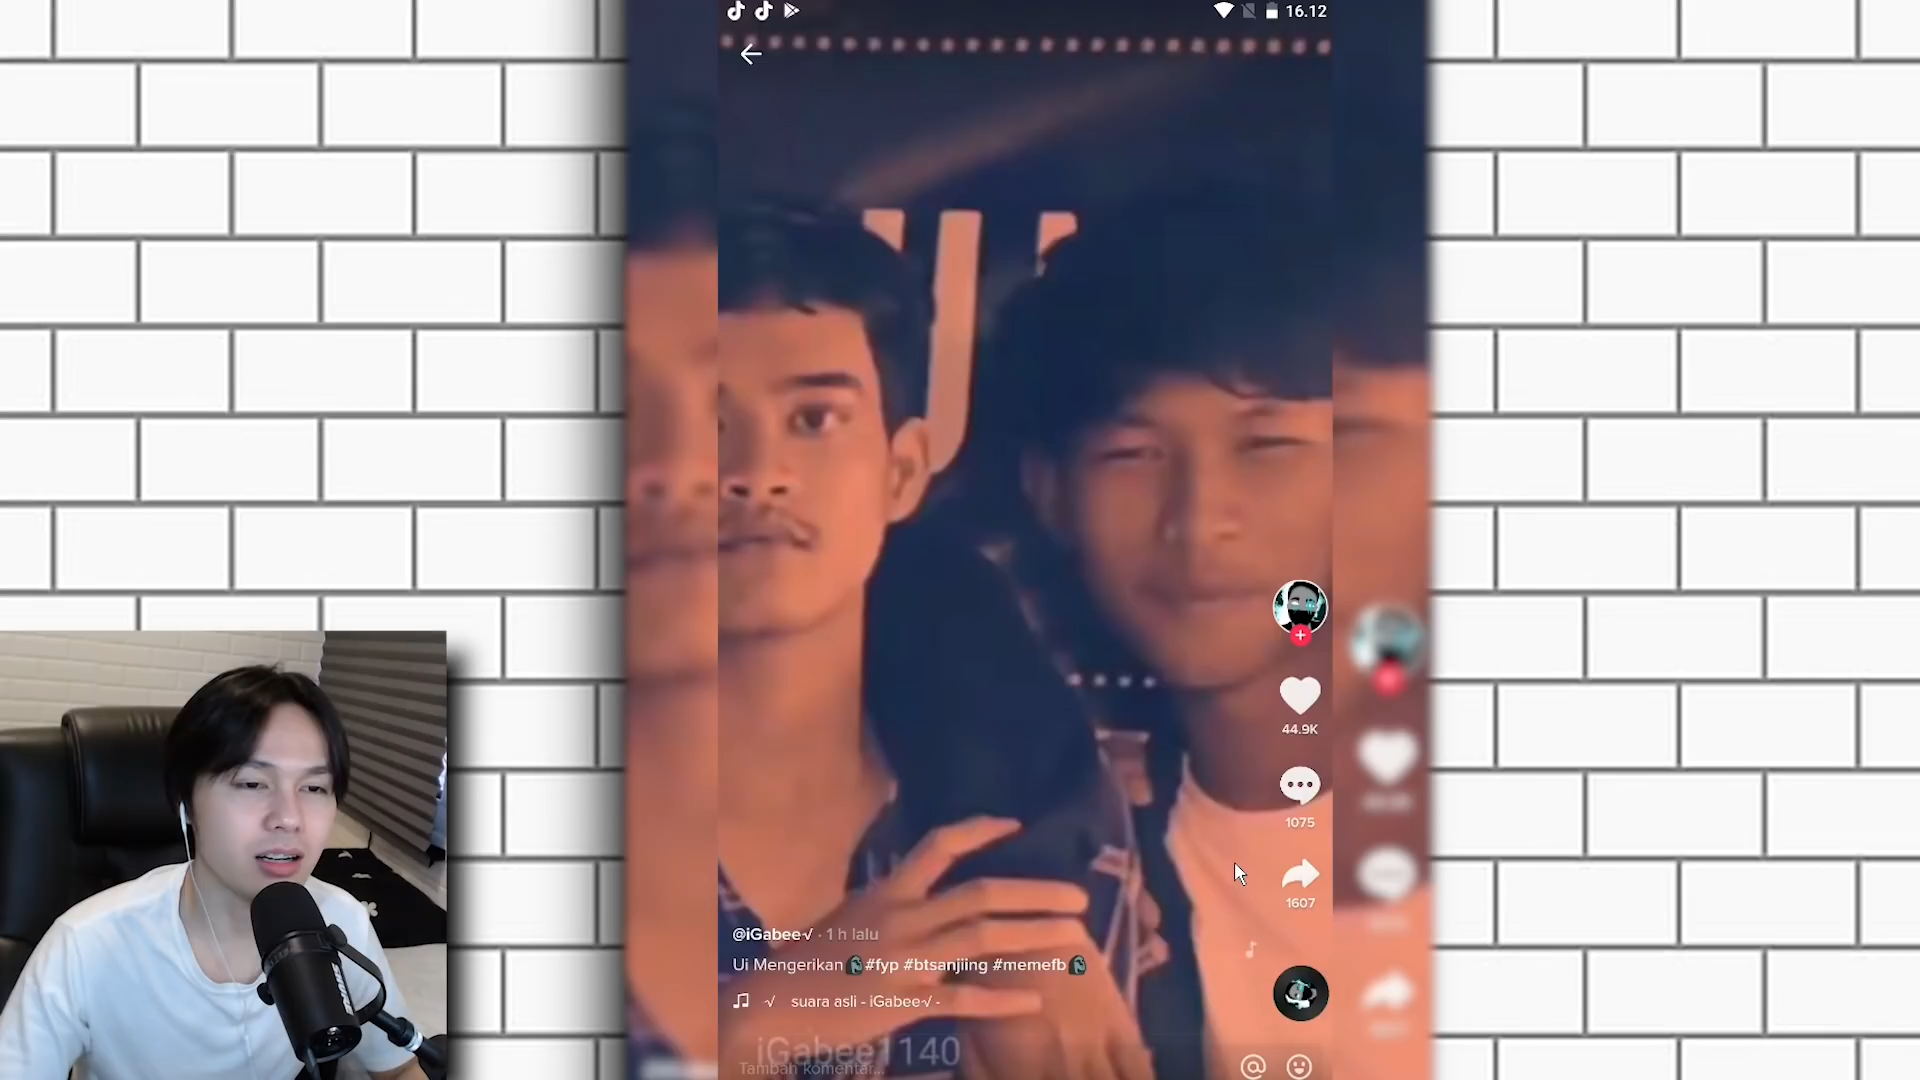 16.12
44.9K
1075
1607
@iGabee√ · 1 h lalu
Ui Mengerikan #fyp #btsanjiing #memefb
√ suara asli - iGabee√ -
iGabee1140
Tambah komentar...